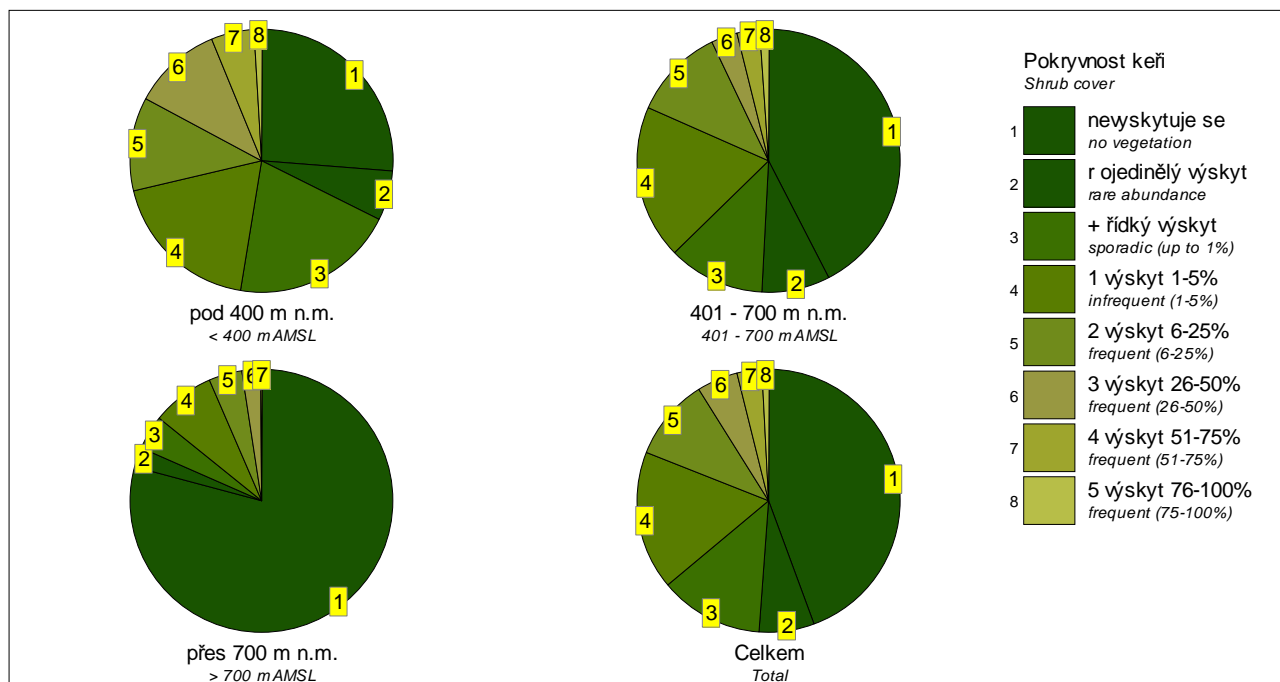 8
7
6
1
5
2
4
3
pod 400 m n.m.
< 400 m AMSL
8
7
6
5
1
4
3
2
401 - 700 m n.m.
401 - 700 m AMSL
7
6
5
4
3
2
1
přes 700 m n.m.
> 700 m AMSL
8
7
6
5
1
4
3
2
Celkem
Total
Pokryvnost keři
Shrub cover
1 nevyskytuje se
no vegetation
2 r ojedinělý výskyt
rare abundance
3 + řídký výskyt
sporadic (up to 1%)
4 1 výskyt 1-5%
infrequent (1-5%)
5 2 výskyt 6-25%
frequent (6-25%)
6 3 výskyt 26-50%
frequent (26-50%)
7 4 výskyt 51-75%
frequent (51-75%)
8 5 výskyt 76-100%
frequent (75-100%)